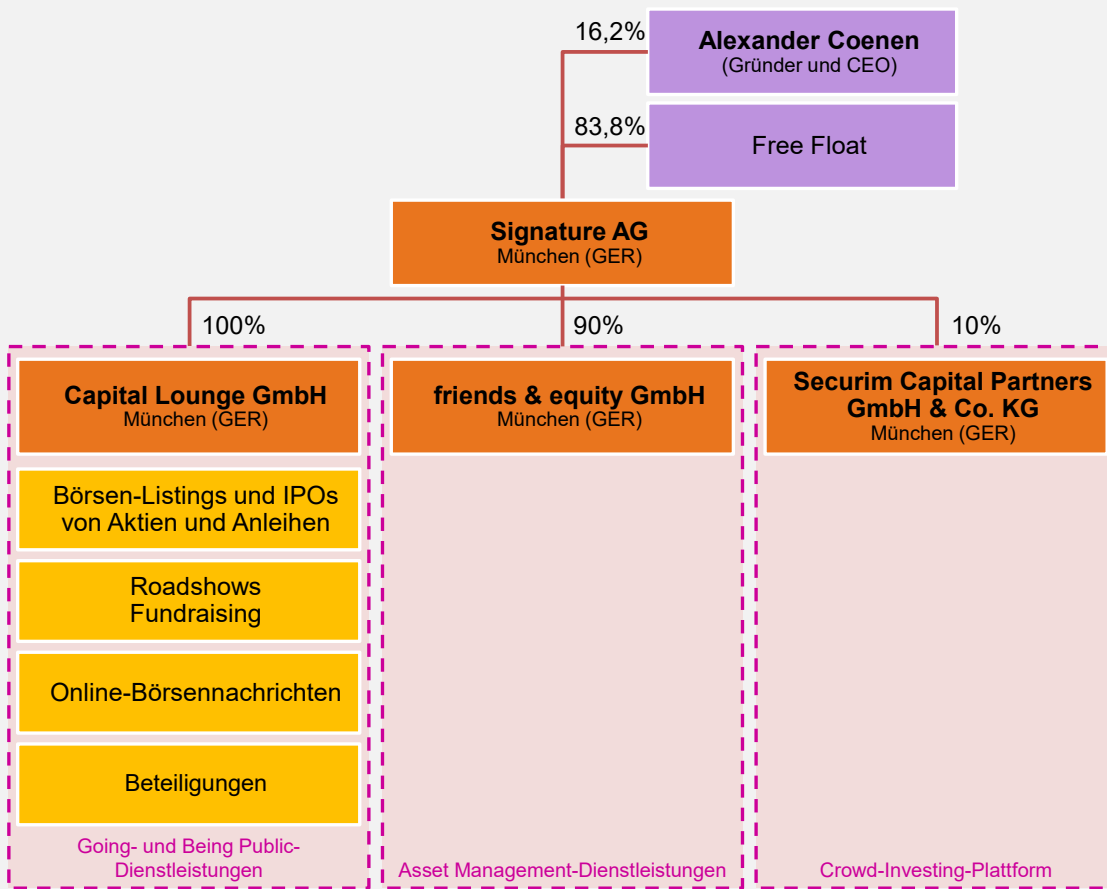 16,2%
Alexander Coenen
(Gründer und CEO)
83,8%
Free Float
Signature AG
München (GER)
100%
90%
10%
Capital Lounge GmbH
München (GER)
friends & equity GmbH
München (GER)
Securim Capital Partners
GmbH & Co. KG
München (GER)
Börsen-Listings und IPOs
von Aktien und Anleihen
Roadshows
Fundraising
Online-Börsennachrichten
Beteiligungen
Going- und Being Public-
Dienstleistungen
Asset Management-Dienstleistungen
Crowd-Investing-Plattform